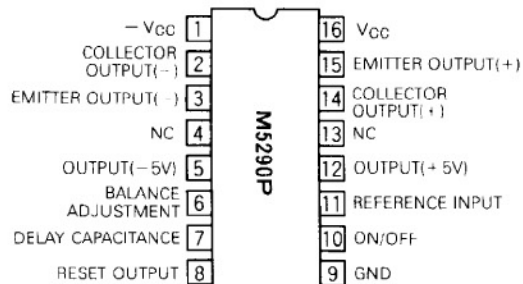 − VCC 1
COLLECTOR
OUTPUT(−) 2
EMITTER OUTPUT(−) 3
NC 4
OUTPUT(−5V) 5
BALANCE
ADJUSTMENT 6
DELAY CAPACITANCE 7
RESET OUTPUT 8
M5290P
16 VCC
15 EMITTER OUTPUT(+)
14 COLLECTOR
OUTPUT(+)
13 NC
12 OUTPUT(+5V)
11 REFERENCE INPUT
10 ON/OFF
9 GND